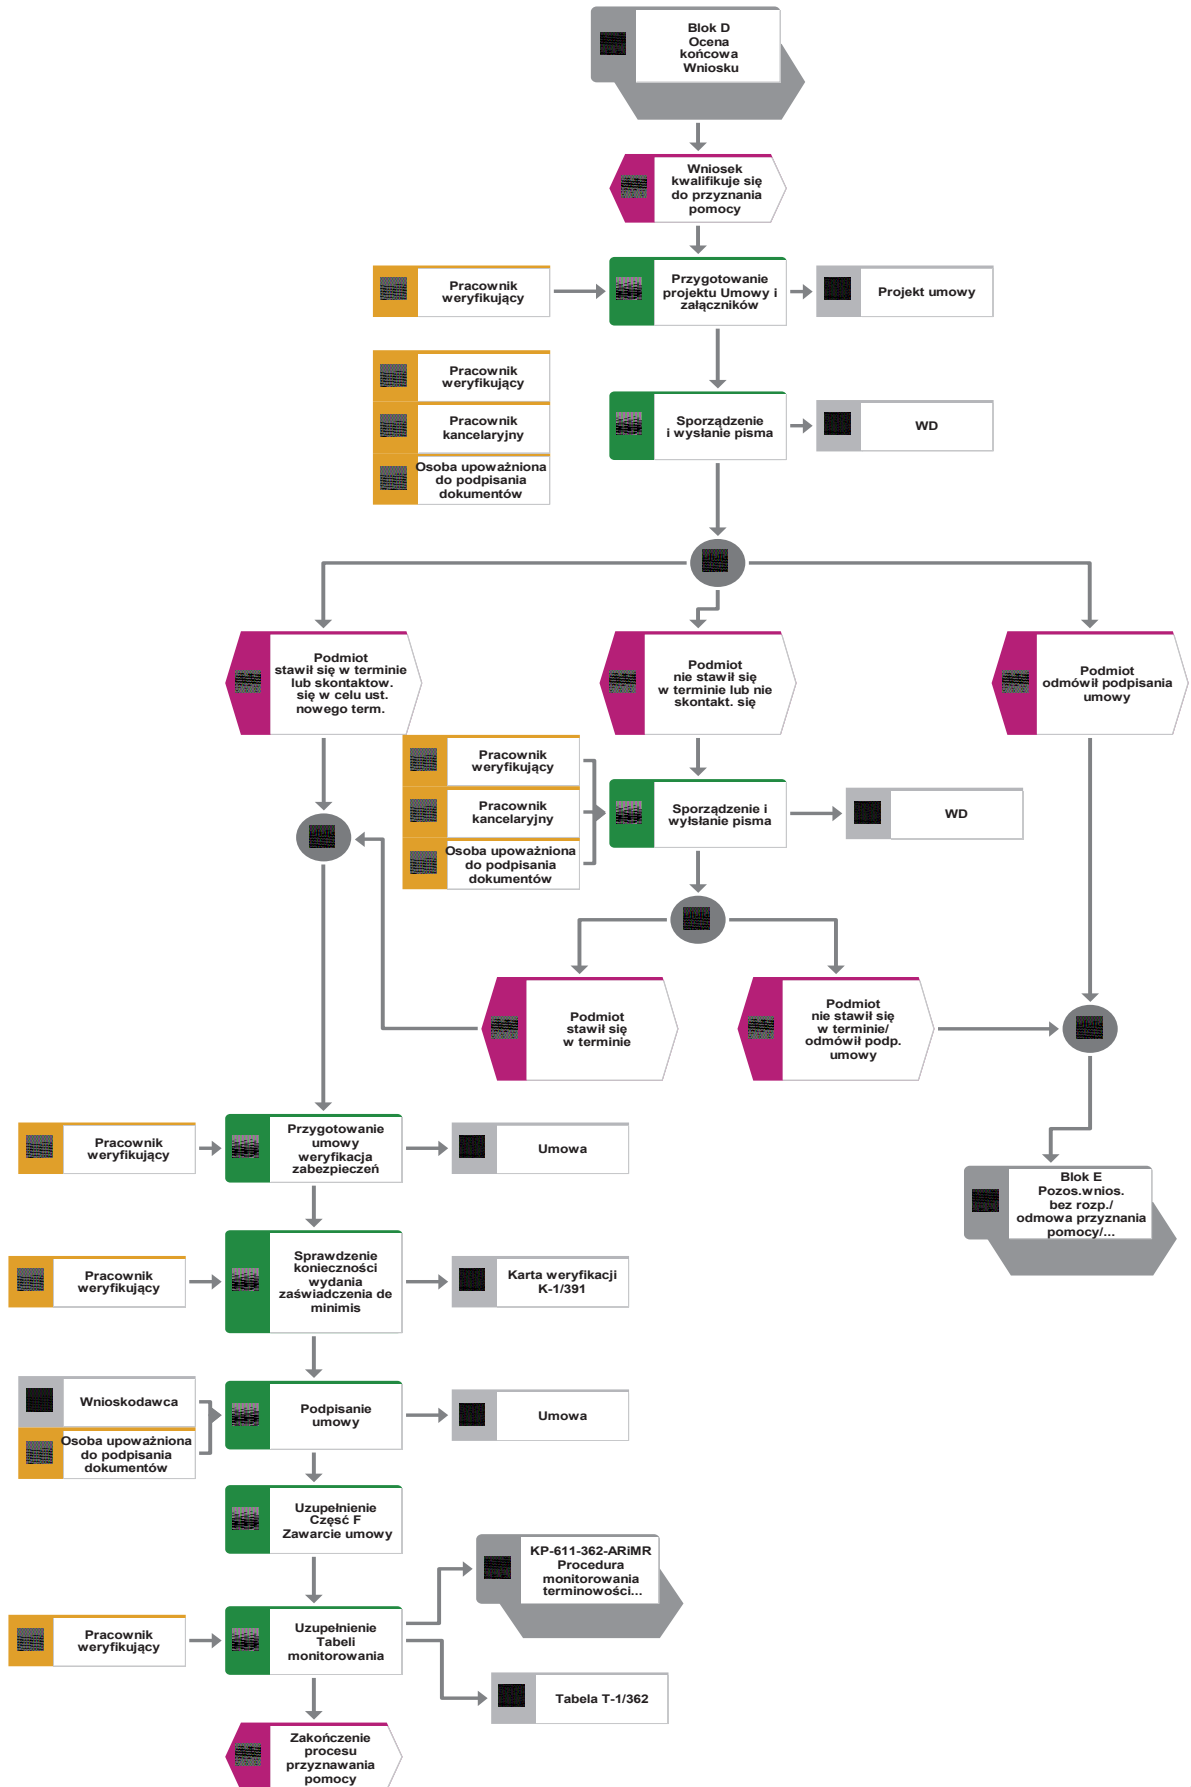 Blok D
Ocena
końcowa
Wniosku
Wniosek
kwalifikuje się
do przyznania
pomocy
Pracownik
weryfikujący
Przygotowanie
projektu Umowy i
załączników
Projekt umowy
Pracownik
weryfikujący
Pracownik
kancelaryjny
Osoba upoważniona
do podpisania
dokumentów
Sporządzenie
i wysłanie pisma
WD
Podmiot
stawił się w terminie
lub skontaktow.
się w celu ust.
nowego term.
Podmiot
nie stawił się
w terminie lub nie
skontakt. się
Podmiot
odmówił podpisania
umowy
Pracownik
weryfikujący
Pracownik
kancelaryjny
Osoba upoważniona
do podpisania
dokumentów
Sporządzenie i
wyłsłanie pisma
WD
Podmiot
stawił się
w terminie
Podmiot
nie stawił się
w terminie/
odmówił podp.
umowy
Pracownik
weryfikujący
Przygotowanie
umowy
weryfikacja
zabezpieczeń
Umowa
Blok E
Pozos.wnios.
bez rozp./
odmowa przyznania
pomocy/...
Pracownik
weryfikujący
Sprawdzenie
konieczności
wydania
zaświadczenia de
minimis
Karta weryfikacji
K-1/391
Wnioskodawca
Osoba upoważniona
do podpisania
dokumentów
Podpisanie
umowy
Umowa
Uzupełnienie
Częsć F
Zawarcie umowy
KP-611-362-ARiMR
Procedura
monitorowania
terminowości...
Pracownik
weryfikujący
Uzupełnienie
Tabeli
monitorowania
Tabela T-1/362
Zakończenie
procesu
przyznawania
pomocy